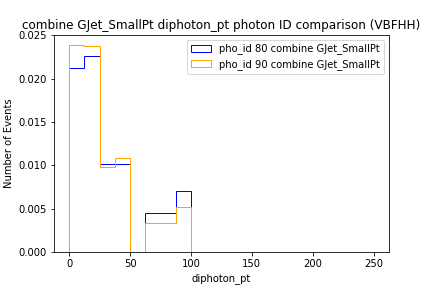 combine GJet_SmallPt diphoton_pt photon ID comparison (VBFHH)
pho_id 80 combine GJet_SmallPt
pho_id 90 combine GJet_SmallPt
Number of Events
0.025
0.020
0.015
0.010
0.005
0.000
0 50 100 150 200 250
diphoton_pt